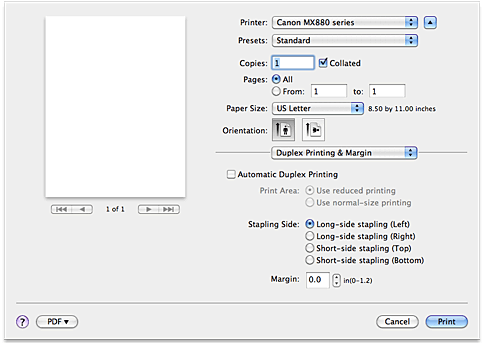 Printer: Canon MX880 series
Presets: Standard
Copies: 1 Collated
Pages: All
From: 1 to: 1
Paper Size: US Letter 8.50 by 11.00 inches
Orientation:
Duplex Printing & Margin
Automatic Duplex Printing
Print Area: Use reduced printing
Use normal-size printing
1 of 1
Stapling Side: Long-side stapling (Left)
Long-side stapling (Right)
Short-side stapling (Top)
Short-side stapling (Bottom)
Margin: 0.0 in(0-1.2)
? PDF Cancel Print